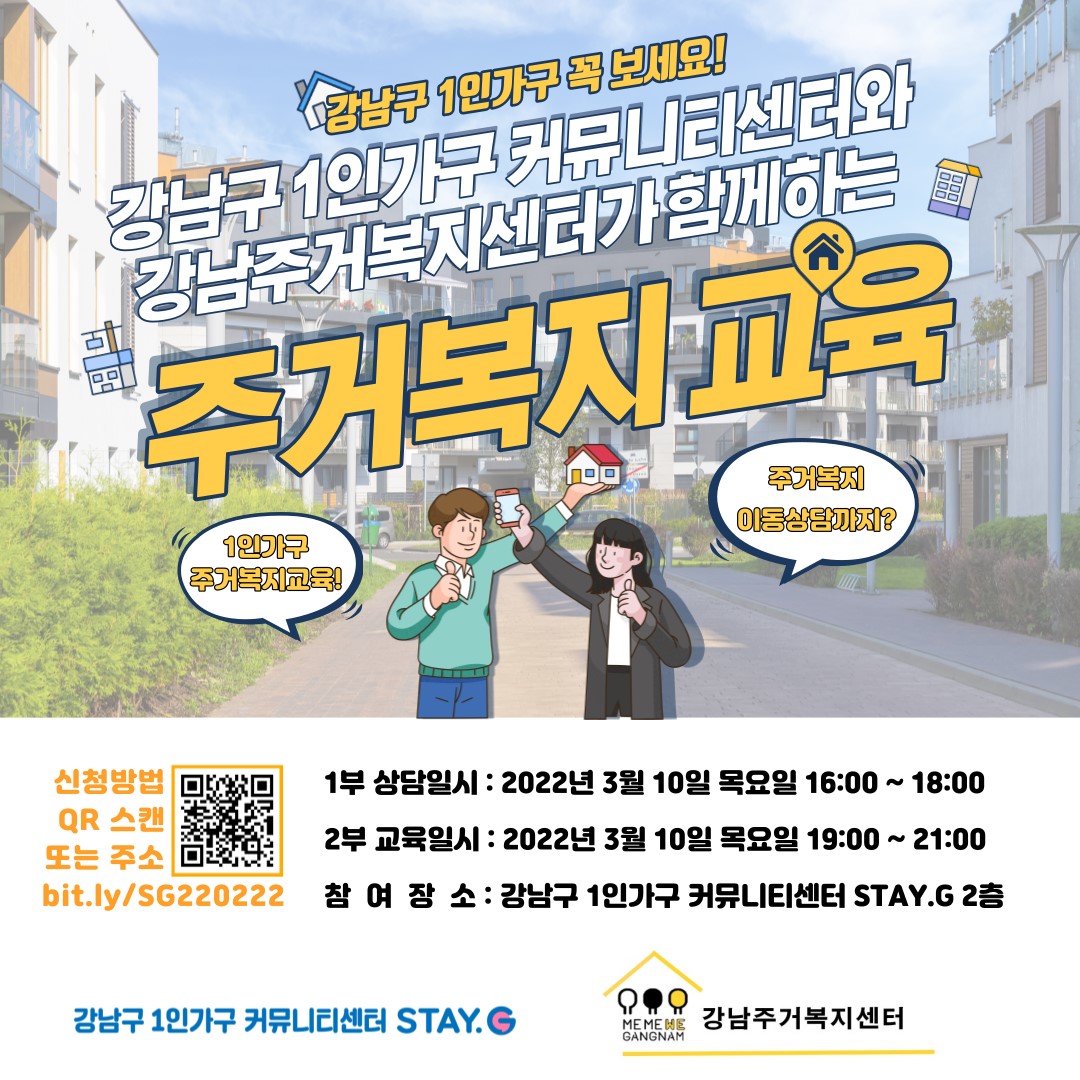 강남구 1인가구 꼭 보세요!
강남구 1인가구 커뮤니티센터와
강남주거복지센터가 함께하는
주거복지 교육
1인가구
주거복지교육!
주거복지
이동상담까지?
신청방법
QR 스캔
또는 주소
bit.ly/SG220222
1부 상담일시 : 2022년 3월 10일 목요일 16:00 ~ 18:00
2부 교육일시 : 2022년 3월 10일 목요일 19:00 ~ 21:00
참 여 장 소 : 강남구 1인가구 커뮤니티센터 STAY.G 2층
강남구 1인가구 커뮤니티센터 STAY.G
ME ME WE
GANGNAM
강남주거복지센터